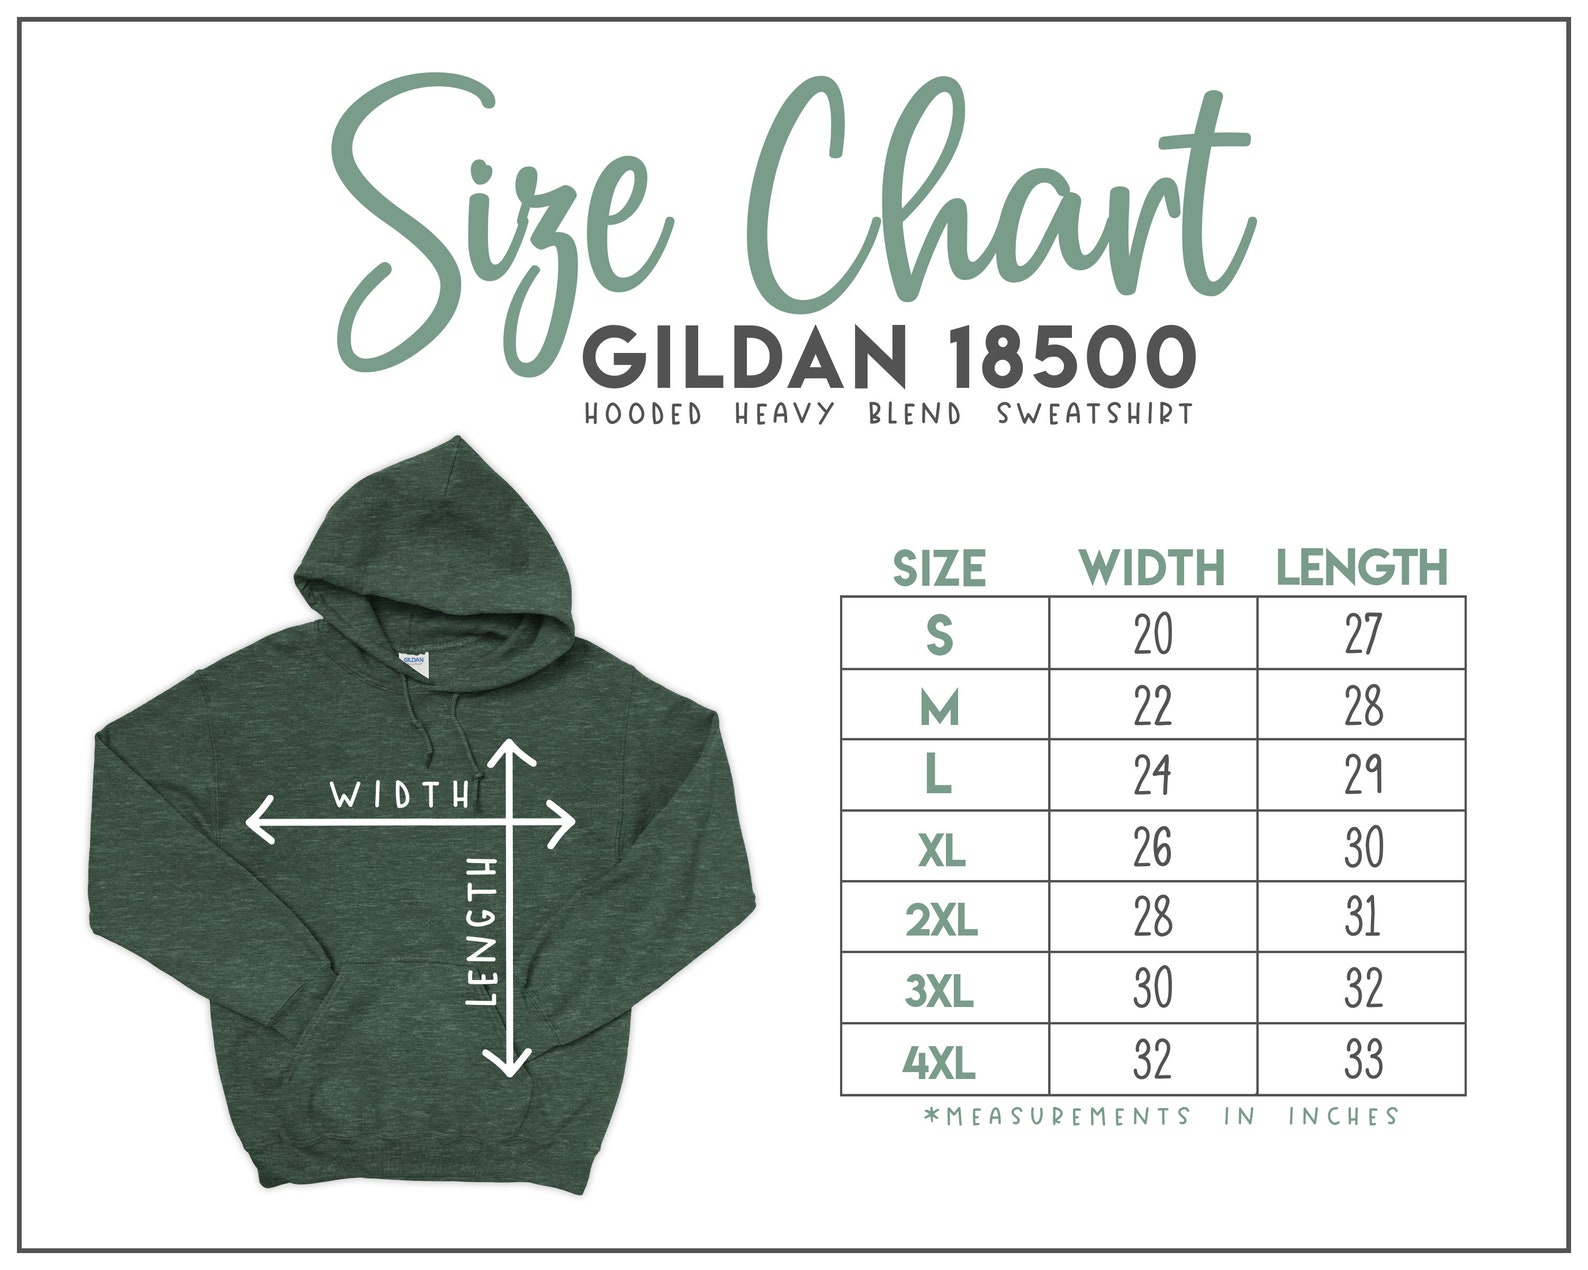 Size Chart
GILDAN 18500
HOODED HEAVY BLEND SWEATSHIRT
GILDAN
WIDTH
LENGTH
SIZE WIDTH LENGTH
S 20 27
M 22 28
L 24 29
XL 26 30
2XL 28 31
3XL 30 32
4XL 32 33
*MEASUREMENTS IN INCHES